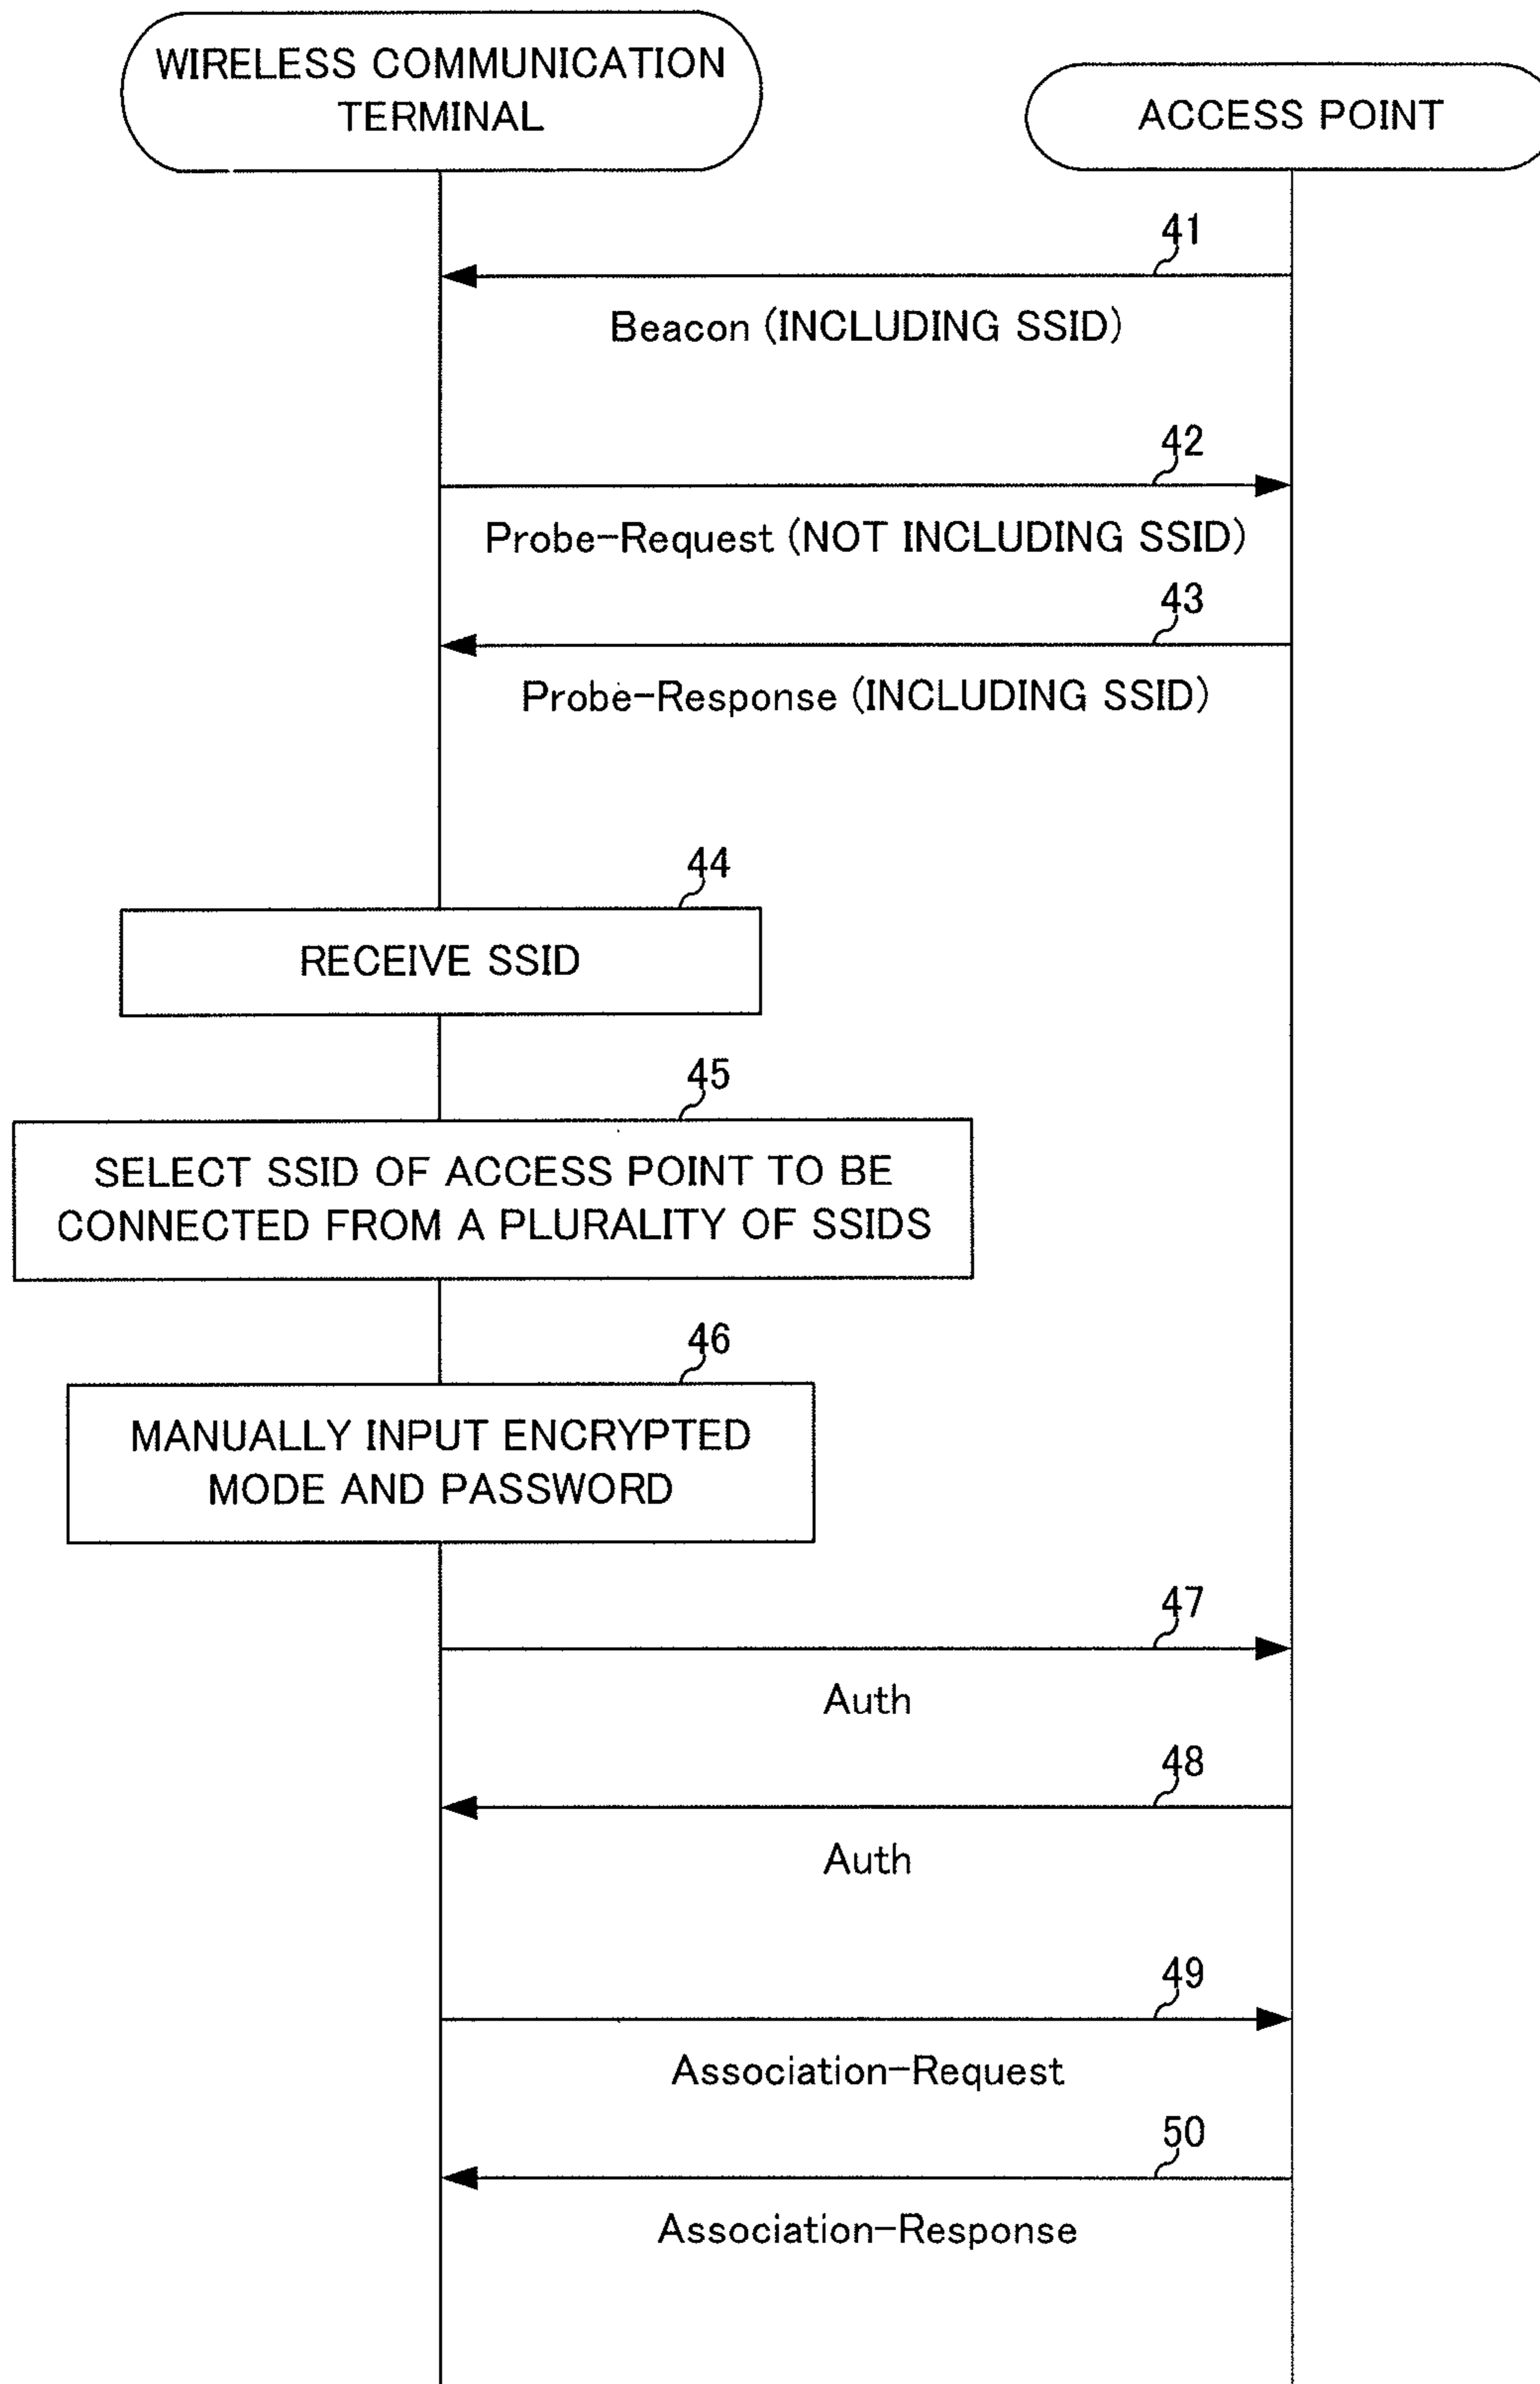 WIRELESS COMMUNICATION
TERMINAL
ACCESS POINT
41
Beacon (INCLUDING SSID)
42
Probe-Request (NOT INCLUDING SSID)
43
Probe-Response (INCLUDING SSID)
44
RECEIVE SSID
45
SELECT SSID OF ACCESS POINT TO BE
CONNECTED FROM A PLURALITY OF SSIDS
46
MANUALLY INPUT ENCRYPTED
MODE AND PASSWORD
47
Auth
48
Auth
49
Association-Request
50
Association-Response